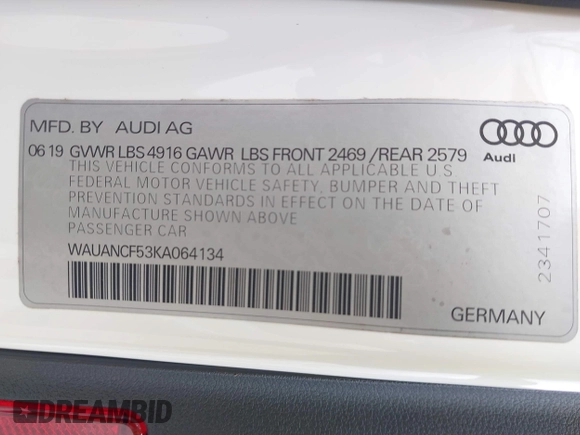 MFD. BY AUDI AG
06 19 GVWR LBS 4916 GAWR LBS FRONT 2469 /REAR 2579
Audi
THIS VEHICLE CONFORMS TO ALL APPLICABLE U.S
FEDERAL MOTOR VEHICLE SAFETY, BUMPER AND THEFT
PREVENTION STANDARDS IN EFFECT ON THE DATE OF
MANUFACTURE SHOWN ABOVE
PASSENGER CAR
WAUANCF53KA064134
2341707
GERMANY
DREAMBID